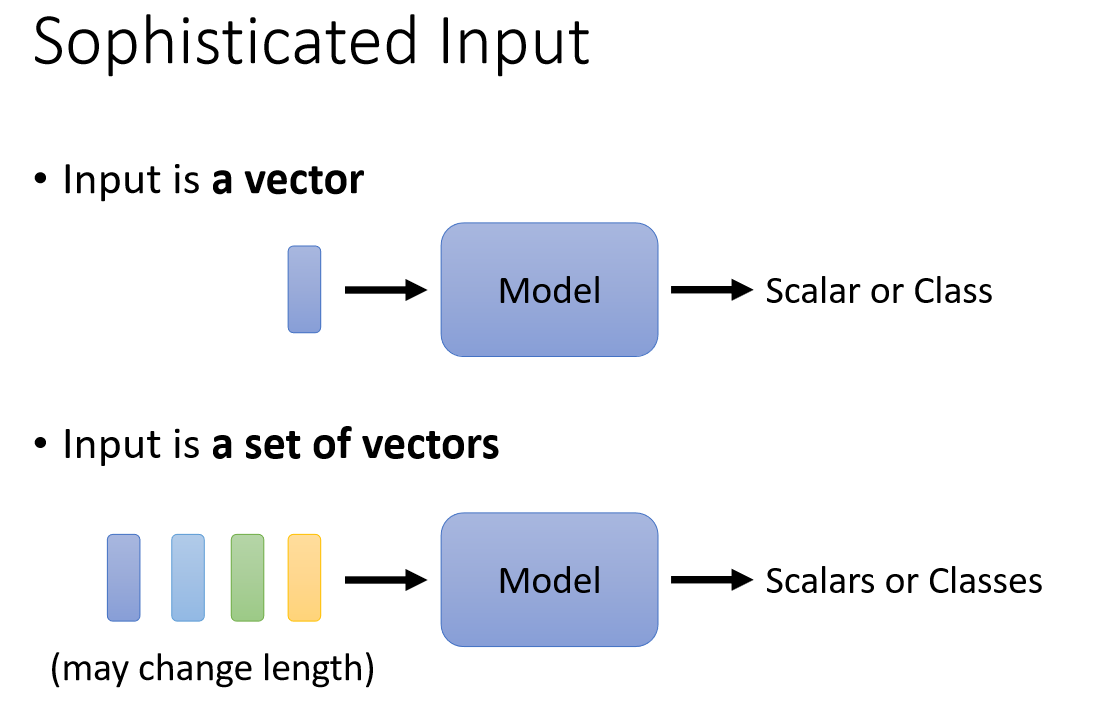 Sophisticated Input
• Input is a vector
Model
Scalar or Class
• Input is a set of vectors
Model
Scalars or Classes
(may change length)